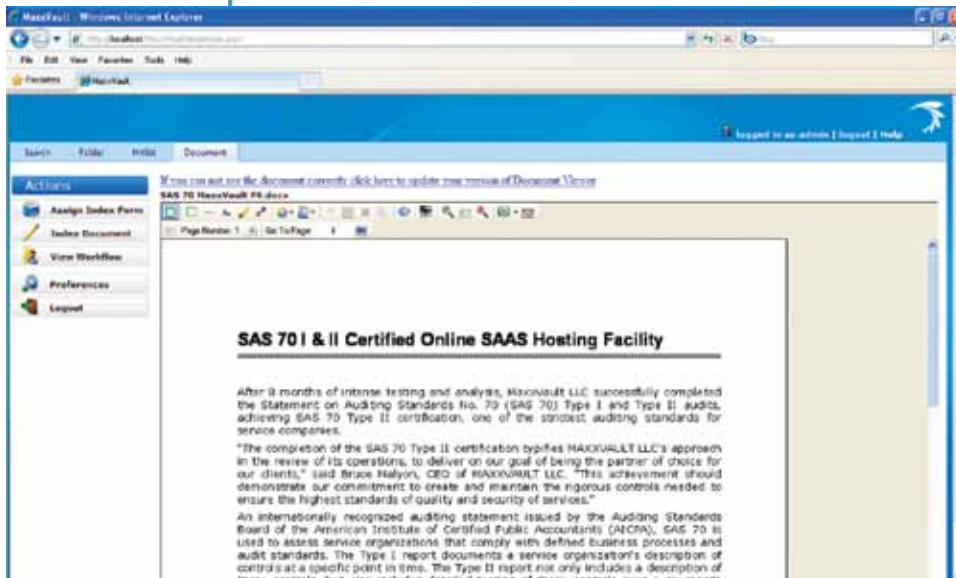 MaxxVault - Windows Internet Explorer
File Edit View Favorites Tools Help
Favorites MaxxVault
logged in as admin | logout | Help
Search Folder Document
Actions
If you can not see the document correctly click here to update your version of Document Viewer
SAS 70 MaxxVault PR.docx
Assign Index Form
Page Number 1 Go To Page
Index Document
View Workflow
Preferences
Logout
SAS 70 I & II Certified Online SAAS Hosting Facility
After 8 months of intense testing and analysis, Maxxvault LLC successfully completed
the Statement on Auditing Standards No. 70 (SAS 70) Type I and Type II audits,
achieving SAS 70 Type II certification, one of the strictest auditing standards for
service companies.
"The completion of the SAS 70 Type II certification typifies MAXXVAULT LLC's approach
in the review of its operations, to deliver on our goal of being the partner of choice for
our clients," said Bruce Malyon, CEO of MAXXVAULT LLC. "This achievement should
demonstrate our commitment to create and maintain the rigorous controls needed to
ensure the highest standards of quality and security of services."
An internationally recognized auditing statement issued by the Auditing Standards
Board of the American Institute of Certified Public Accountants (AICPA), SAS 70 is
used to assess service organizations that comply with defined business processes and
audit standards. The Type I report documents a service organization's description of
controls at a specific point in time. The Type II report not only includes a description of